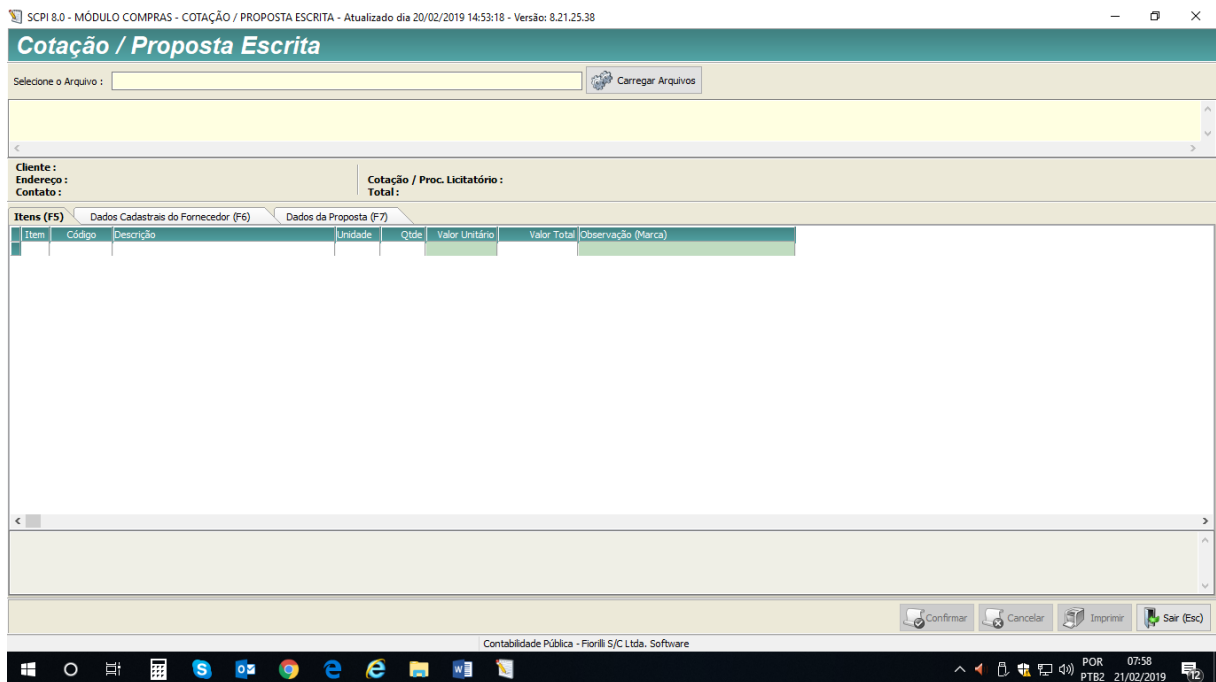 SCPI 8.0 - MÓDULO COMPRAS - COTAÇÃO / PROPOSTA ESCRITA - Atualizado dia 20/02/2019 14:53:18 - Versão: 8.21.25.38
Cotação / Proposta Escrita
Selecione o Arquivo : Carregar Arquivos
Cliente :
Endereço : Cotação / Proc. Licitatório :
Contato : Total :
Itens (F5) Dados Cadastrais do Fornecedor (F6) Dados da Proposta (F7)
Item Código Descrição Unidade Qtde Valor Unitário Valor Total Observação (Marca)
Confirmar Cancelar Imprimir Sair (Esc)
Contabilidade Pública - Fiorilli S/C Ltda. Software
POR 07:58
PTB2 21/02/2019 12